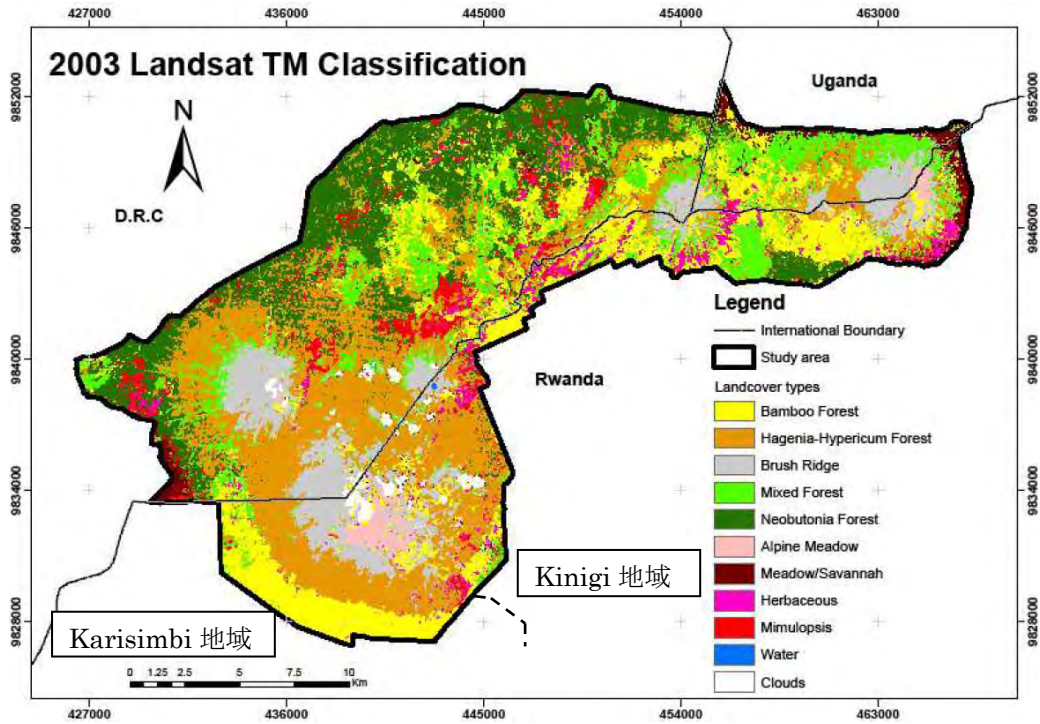 427000 436000 445000 454000 463000
2003 Landsat TM Classification
Uganda
9852000
9852000
N
D.R.C
9846000
9846000
Legend
International Boundary
Study area
9840000
9840000
Rwanda
Landcover types
Bamboo Forest
Hagenia-Hypericum Forest
Brush Ridge
Mixed Forest
9834000
9834000
Neobutonia Forest
Alpine Meadow
Meadow/Savannah
Kinigi 地域
Herbaceous
9828000
9828000
Mimulopsis
Karisimbi 地域
Water
Clouds
0 1.25 2.5 5 7.5 10
Km
427000 436000 445000 454000 463000